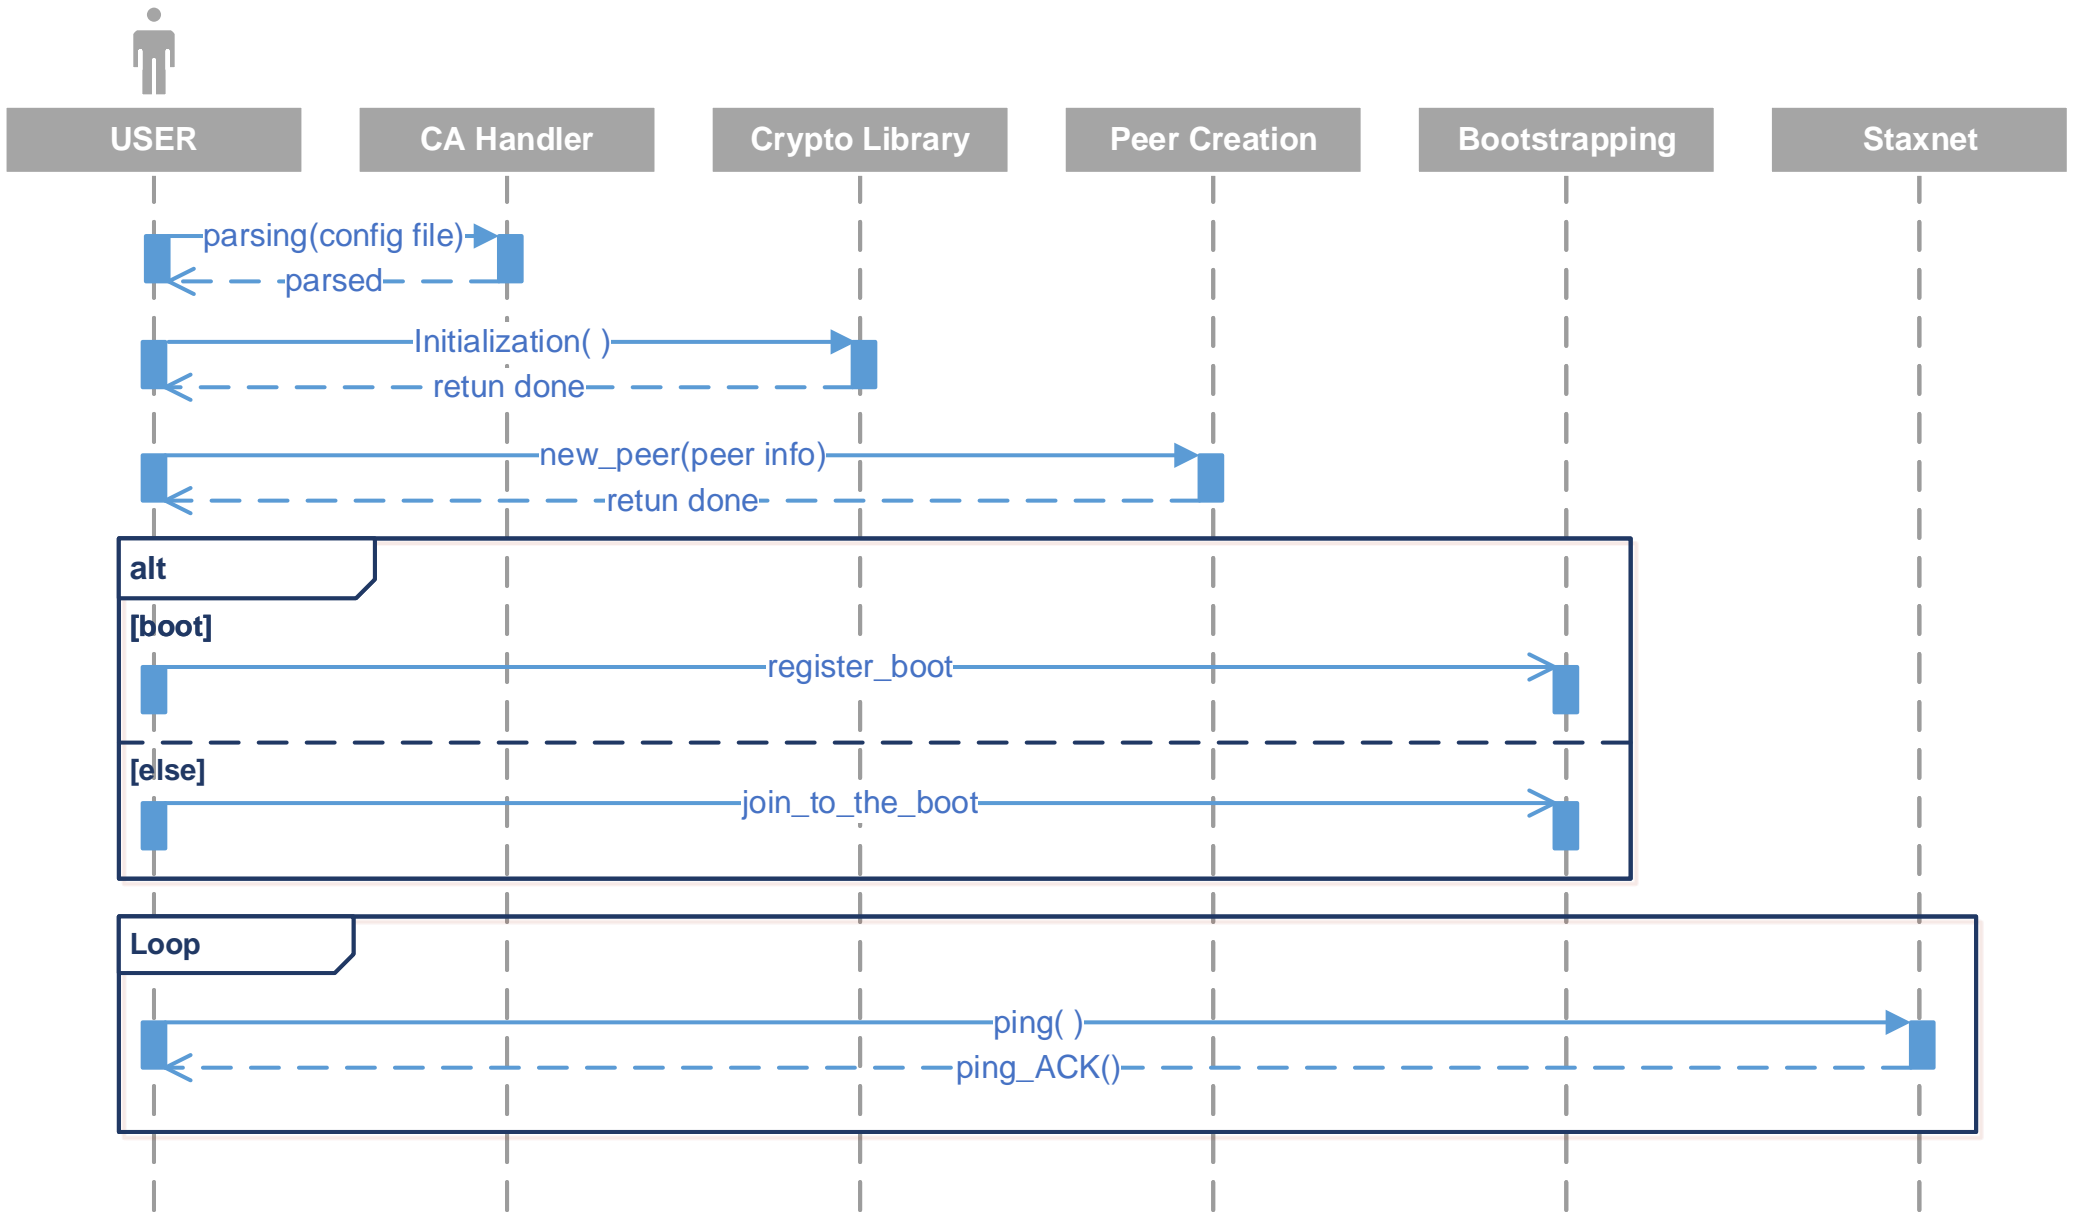 USER
CA Handler
Crypto Library
Peer Creation
Bootstrapping
Staxnet
parsing(config file)
parsed
Initialization( )
retun done
new_peer(peer info)
retun done
alt
[boot]
register_boot
[else]
join_to_the_boot
Loop
ping( )
ping_ACK()